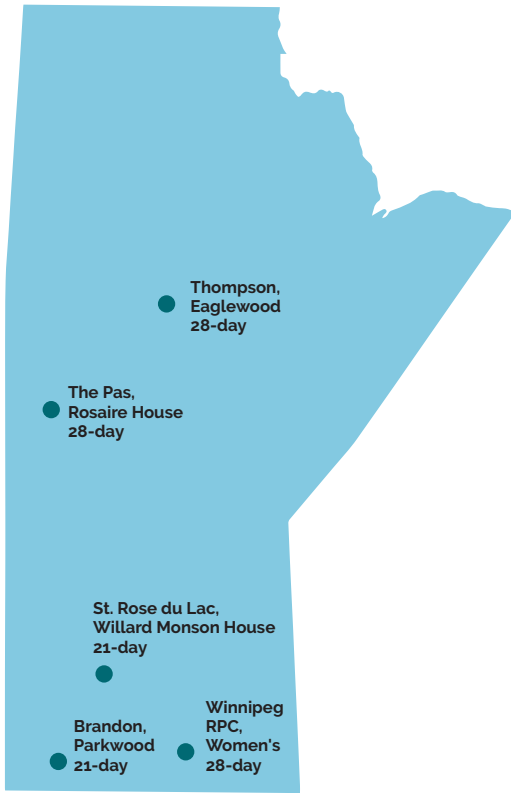 Thompson,
Eaglewood
28-day
The Pas,
Rosaire House
28-day
St. Rose du Lac,
Willard Monson House
21-day
Brandon,
Parkwood
21-day
Winnipeg
RPC,
Women's
28-day